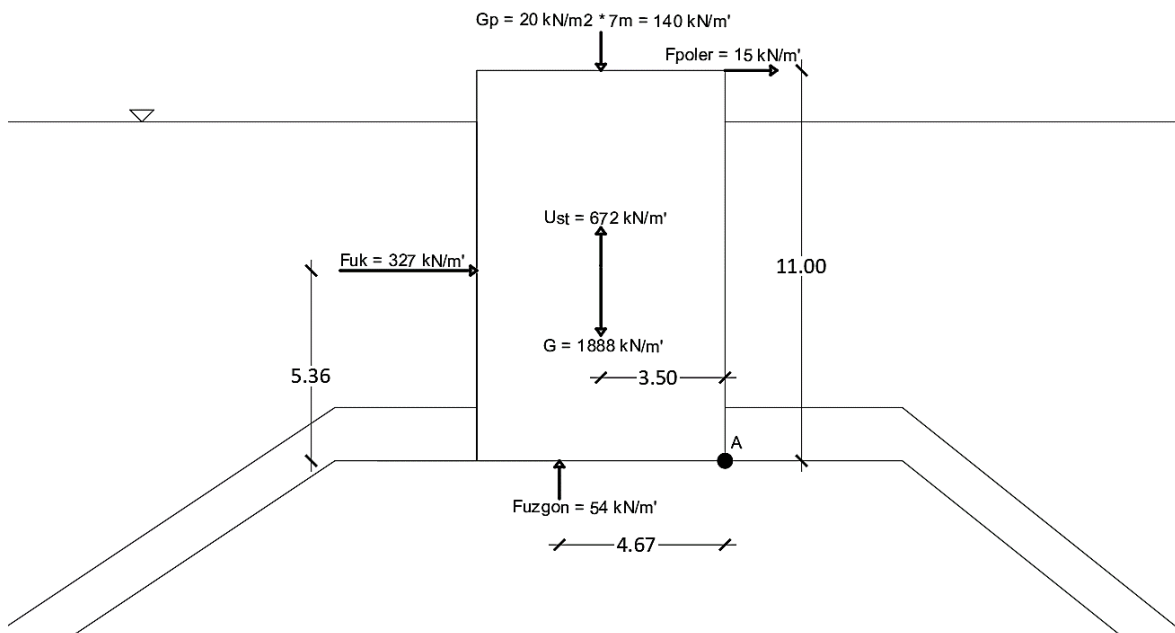 Gp = 20 kN/m2 * 7m = 140 kN/m'
Fpoler = 15 kN/m'
Ust = 672 kN/m'
Fuk = 327 kN/m'
11.00
G = 1888 kN/m'
5.36
3.50
A
Fuzgon = 54 kN/m'
4.67